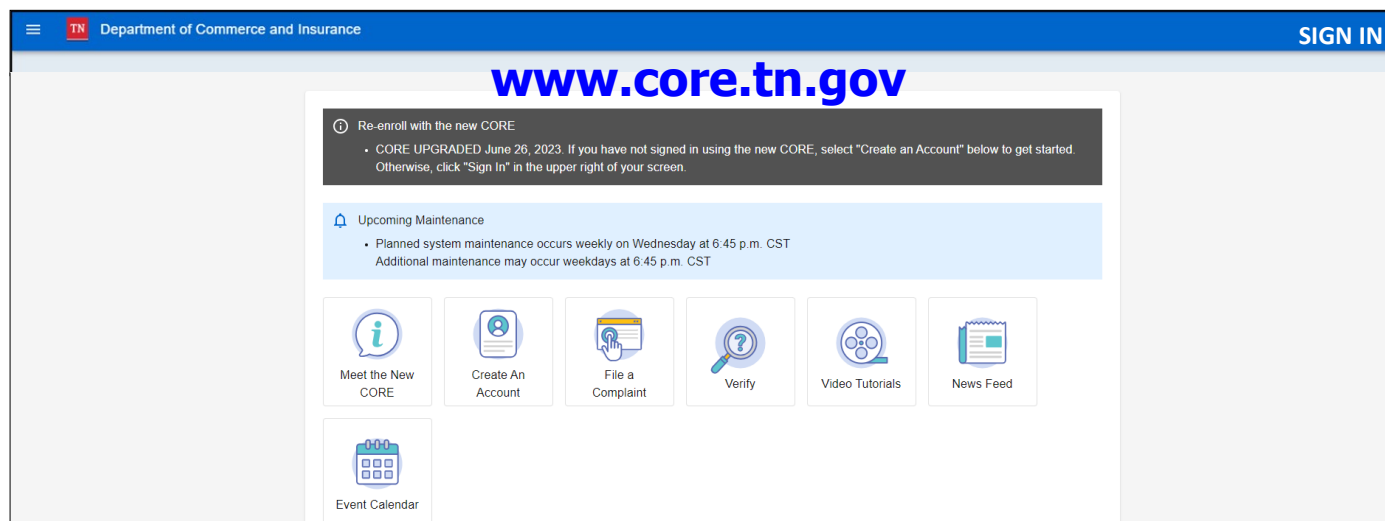 TN Department of Commerce and Insurance
SIGN IN
www.core.tn.gov
Re-enroll with the new CORE
• CORE UPGRADED June 26, 2023. If you have not signed in using the new CORE, select "Create an Account" below to get started.
Otherwise, click "Sign In" in the upper right of your screen.
Upcoming Maintenance
• Planned system maintenance occurs weekly on Wednesday at 6:45 p.m. CST
Additional maintenance may occur weekdays at 6:45 p.m. CST
Meet the New
CORE
Create An
Account
File a
Complaint
Verify
Video Tutorials
News Feed
Event Calendar